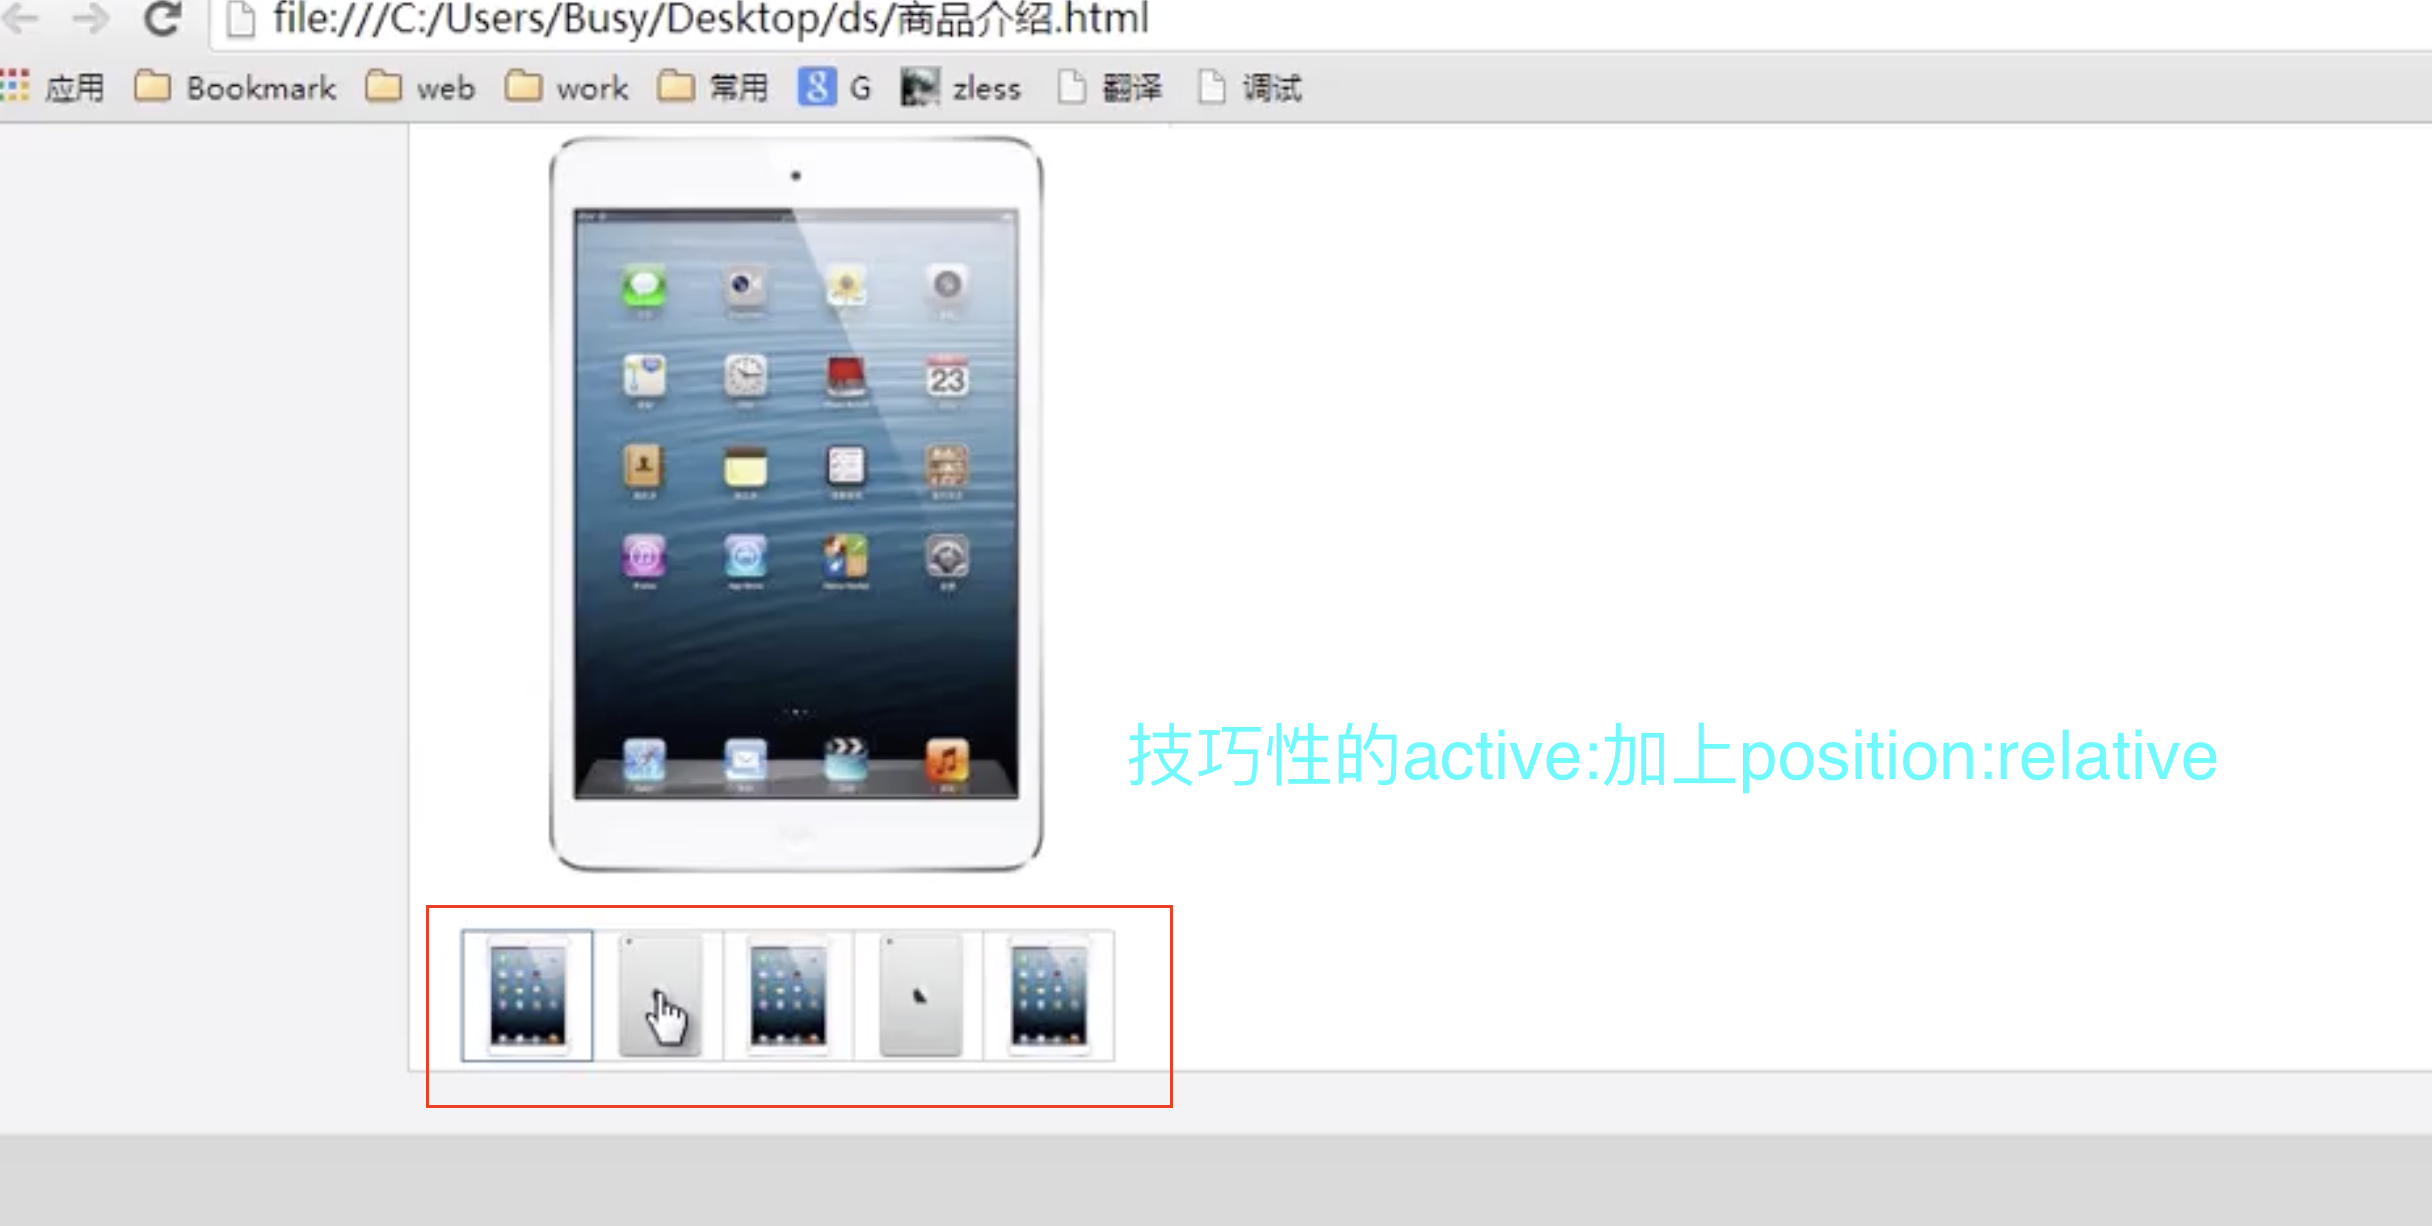 file:///C:/Users/Busy/Desktop/ds/商品介绍.html
应用 Bookmark web work 常用 G zless 翻译 调试
23
技巧性的active:加上position:relative